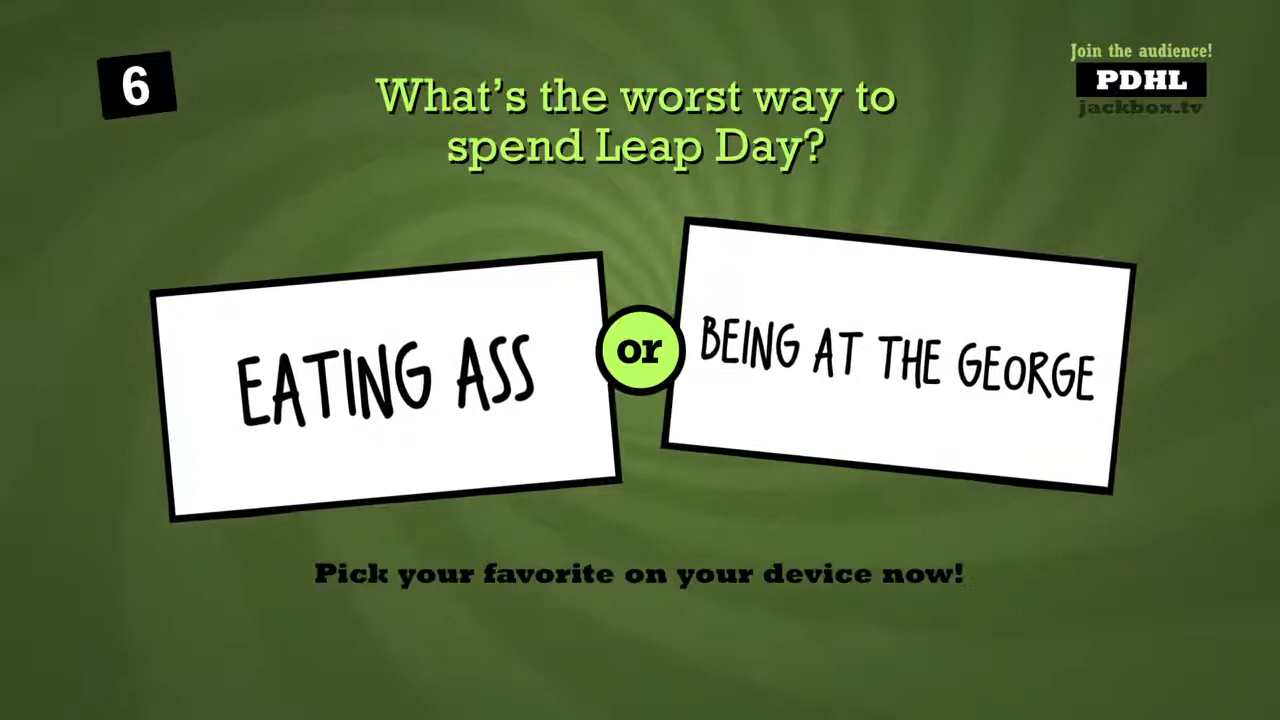 6
Join the audience!
PDHL
jackbox.tv
What's the worst way to
spend Leap Day?
EATING ASS
or
BEING AT THE GEORGE
Pick your favorite on your device now!